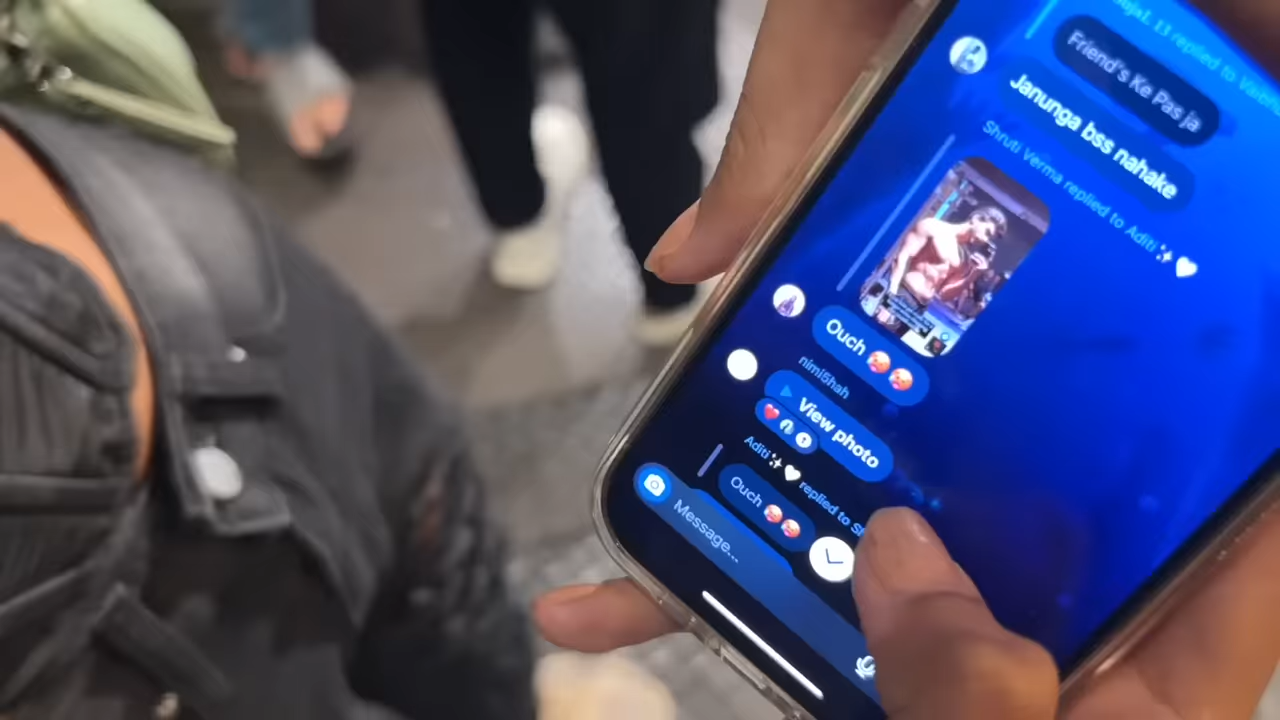 13 replied to
Friend's Ke Pas ja
Janunga bss nahake
Shruti Verma replied to Aditi ✨🤍
Ouch 🥵🥵
nimi5hah
View photo
Aditi ✨🤍 replied to
Ouch 🥵🥵
Message...